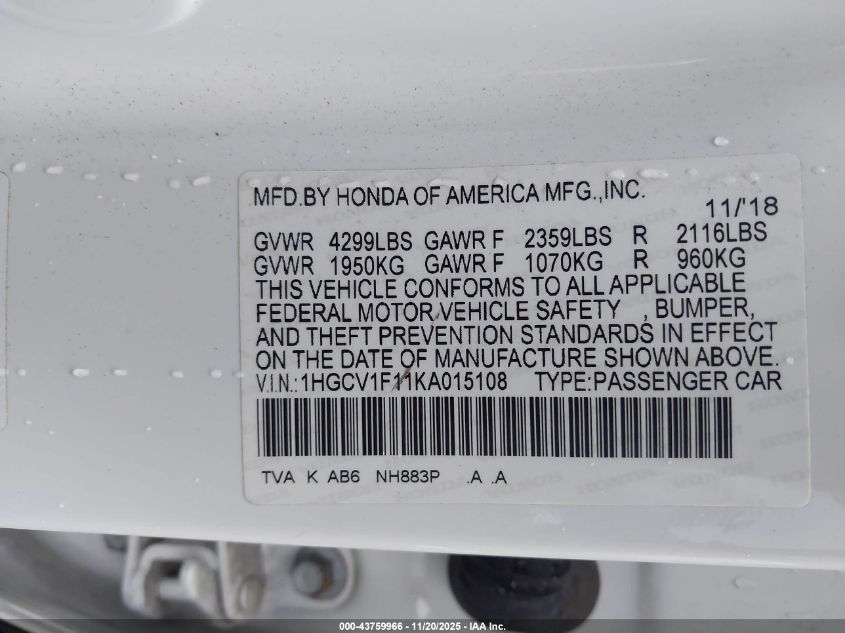 MFD.BY HONDA OF AMERICA MFG.,INC.
11/'18
GVWR 4299LBS GAWR F 2359LBS R 2116LBS
GVWR 1950KG GAWR F 1070KG R 960KG
THIS VEHICLE CONFORMS TO ALL APPLICABLE
FEDERAL MOTOR VEHICLE SAFETY , BUMPER,
AND THEFT PREVENTION STANDARDS IN EFFECT
ON THE DATE OF MANUFACTURE SHOWN ABOVE.
V.I.N.:1HGCV1F11KA015108 TYPE:PASSENGER CAR
TVA K AB6 NH883P .A .A
000-43759966 - 11/20/2025 - IAA Inc.